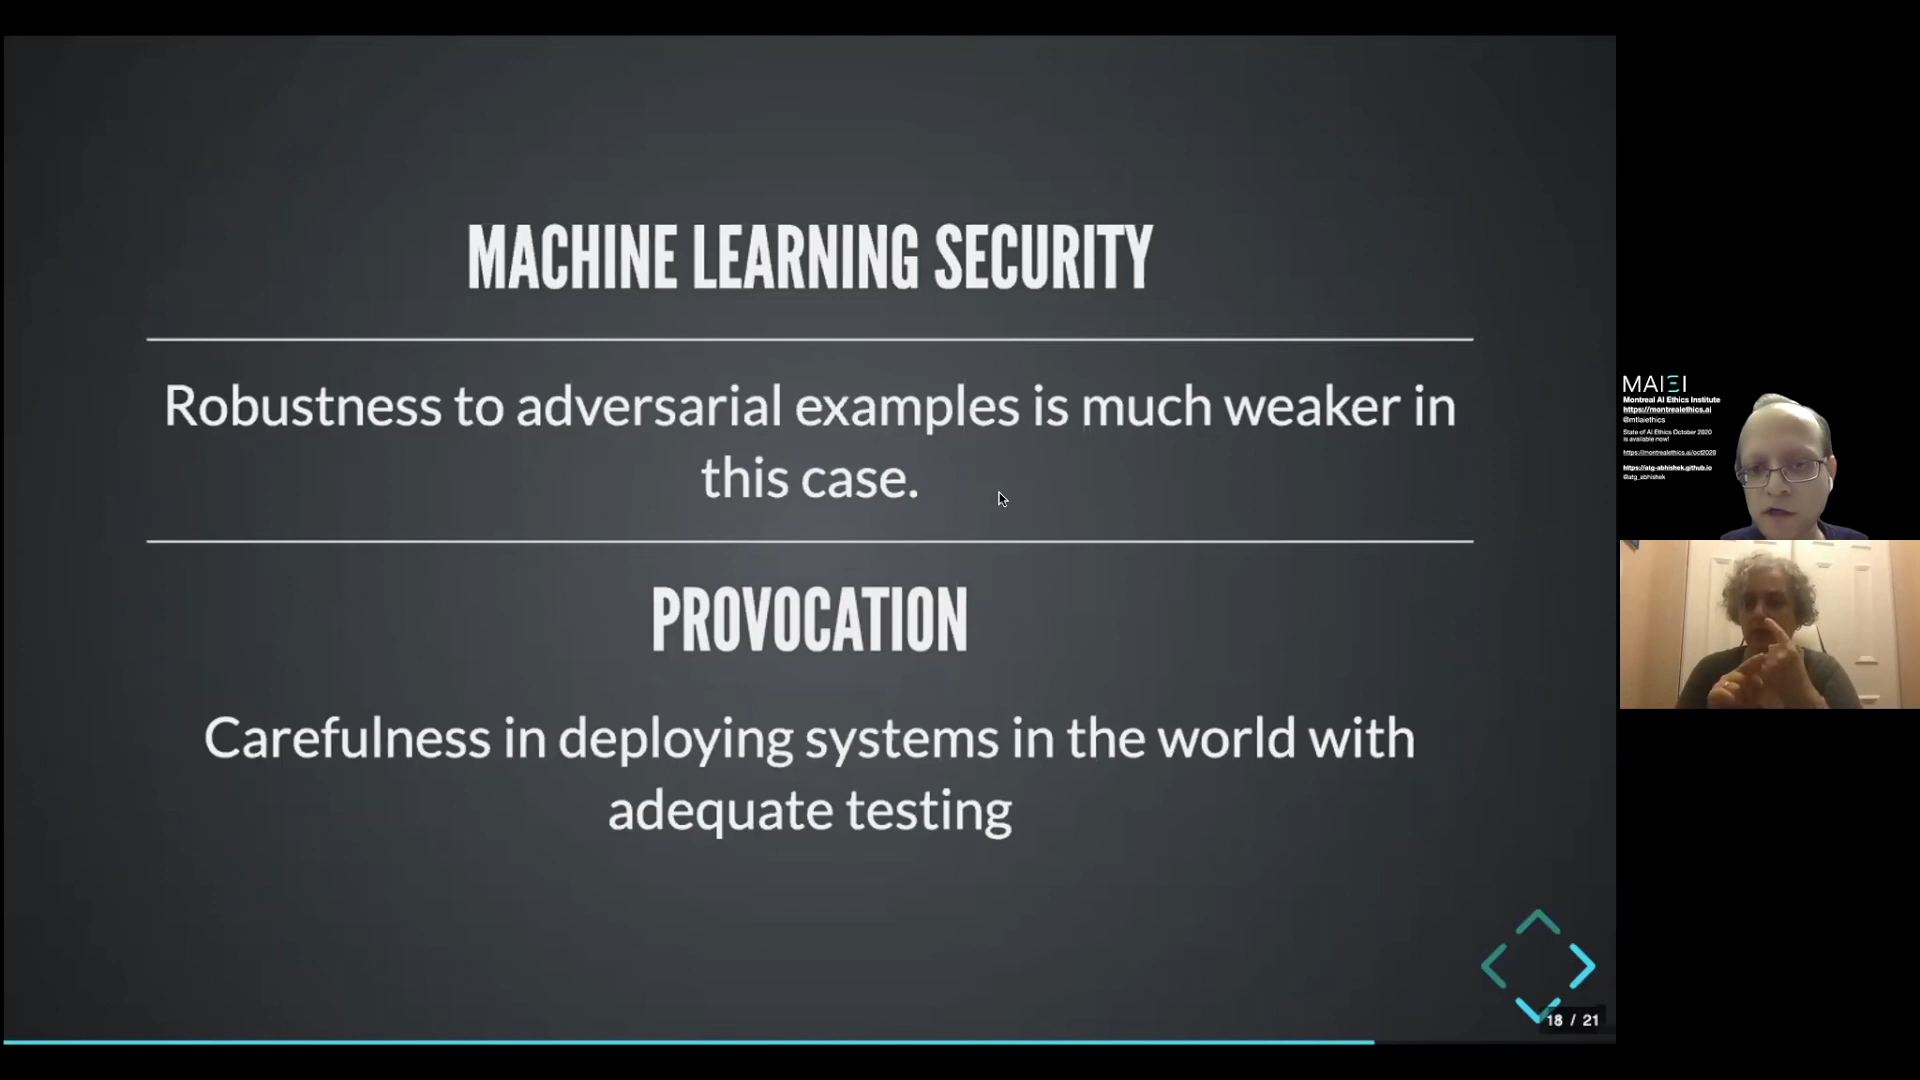 MACHINE LEARNING SECURITY
Robustness to adversarial examples is much weaker in
this case.
PROVOCATION
Carefulness in deploying systems in the world with
adequate testing
18 / 21
MAIEI
Montreal AI Ethics Institute
https://montrealethics.ai
@mtlaiethics
State of AI Ethics October 2020
is available now!
https://montrealethics.ai/oct2020
https://atg-abhishek.github.io
@atg_abhishek